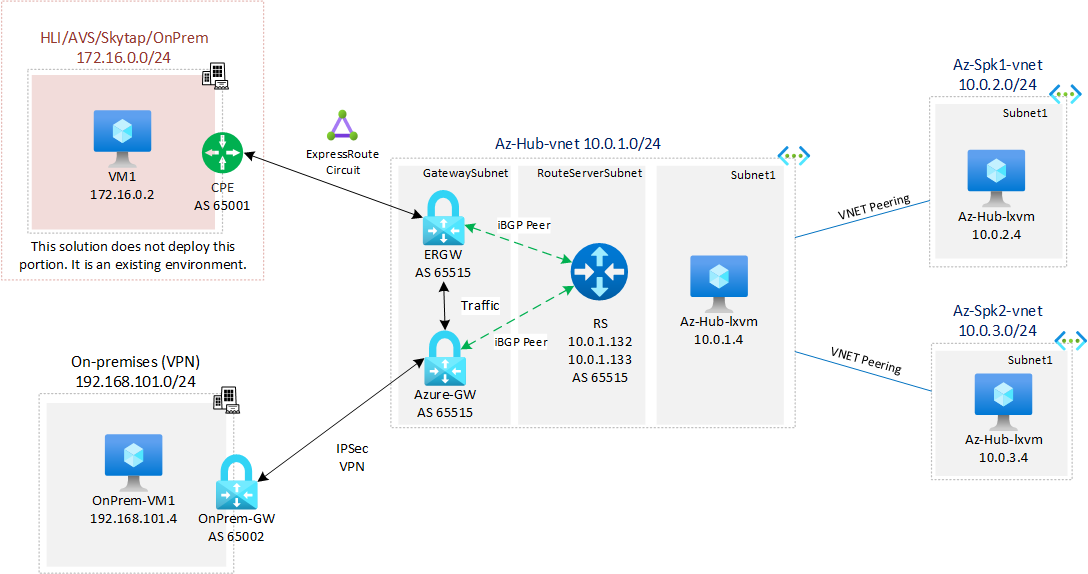 HLI/AVS/Skytap/OnPrem
172.16.0.0/24
VM1
172.16.0.2
CPE
AS 65001
This solution does not deploy this
portion. It is an existing environment.
ExpressRoute
Circuit
Az-Hub-vnet 10.0.1.0/24
GatewaySubnet
RouteServerSubnet
Subnet1
ERGW
AS 65515
iBGP Peer
Traffic
iBGP Peer
Azure-GW
AS 65515
RS
10.0.1.132
10.0.1.133
AS 65515
Az-Hub-lxvm
10.0.1.4
VNET Peering
VNET Peering
Az-Spk1-vnet
10.0.2.0/24
Subnet1
Az-Hub-lxvm
10.0.2.4
Az-Spk2-vnet
10.0.3.0/24
Subnet1
Az-Hub-lxvm
10.0.3.4
On-premises (VPN)
192.168.101.0/24
OnPrem-VM1
192.168.101.4
OnPrem-GW
AS 65002
IPSec
VPN